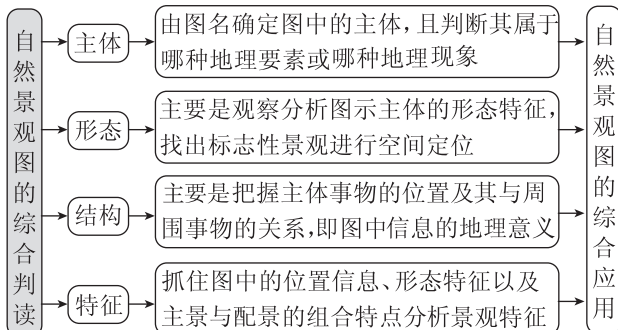 自然景观图的综合判读
主体
由图名确定图中的主体,且判断其属于
哪种地理要素或哪种地理现象
形态
主要是观察分析图示主体的形态特征,
找出标志性景观进行空间定位
结构
主要是把握主体事物的位置及其与周
围事物的关系,即图中信息的地理意义
特征
抓住图中的位置信息、形态特征以及
主景与配景的组合特点分析景观特征
自然景观图的综合应用